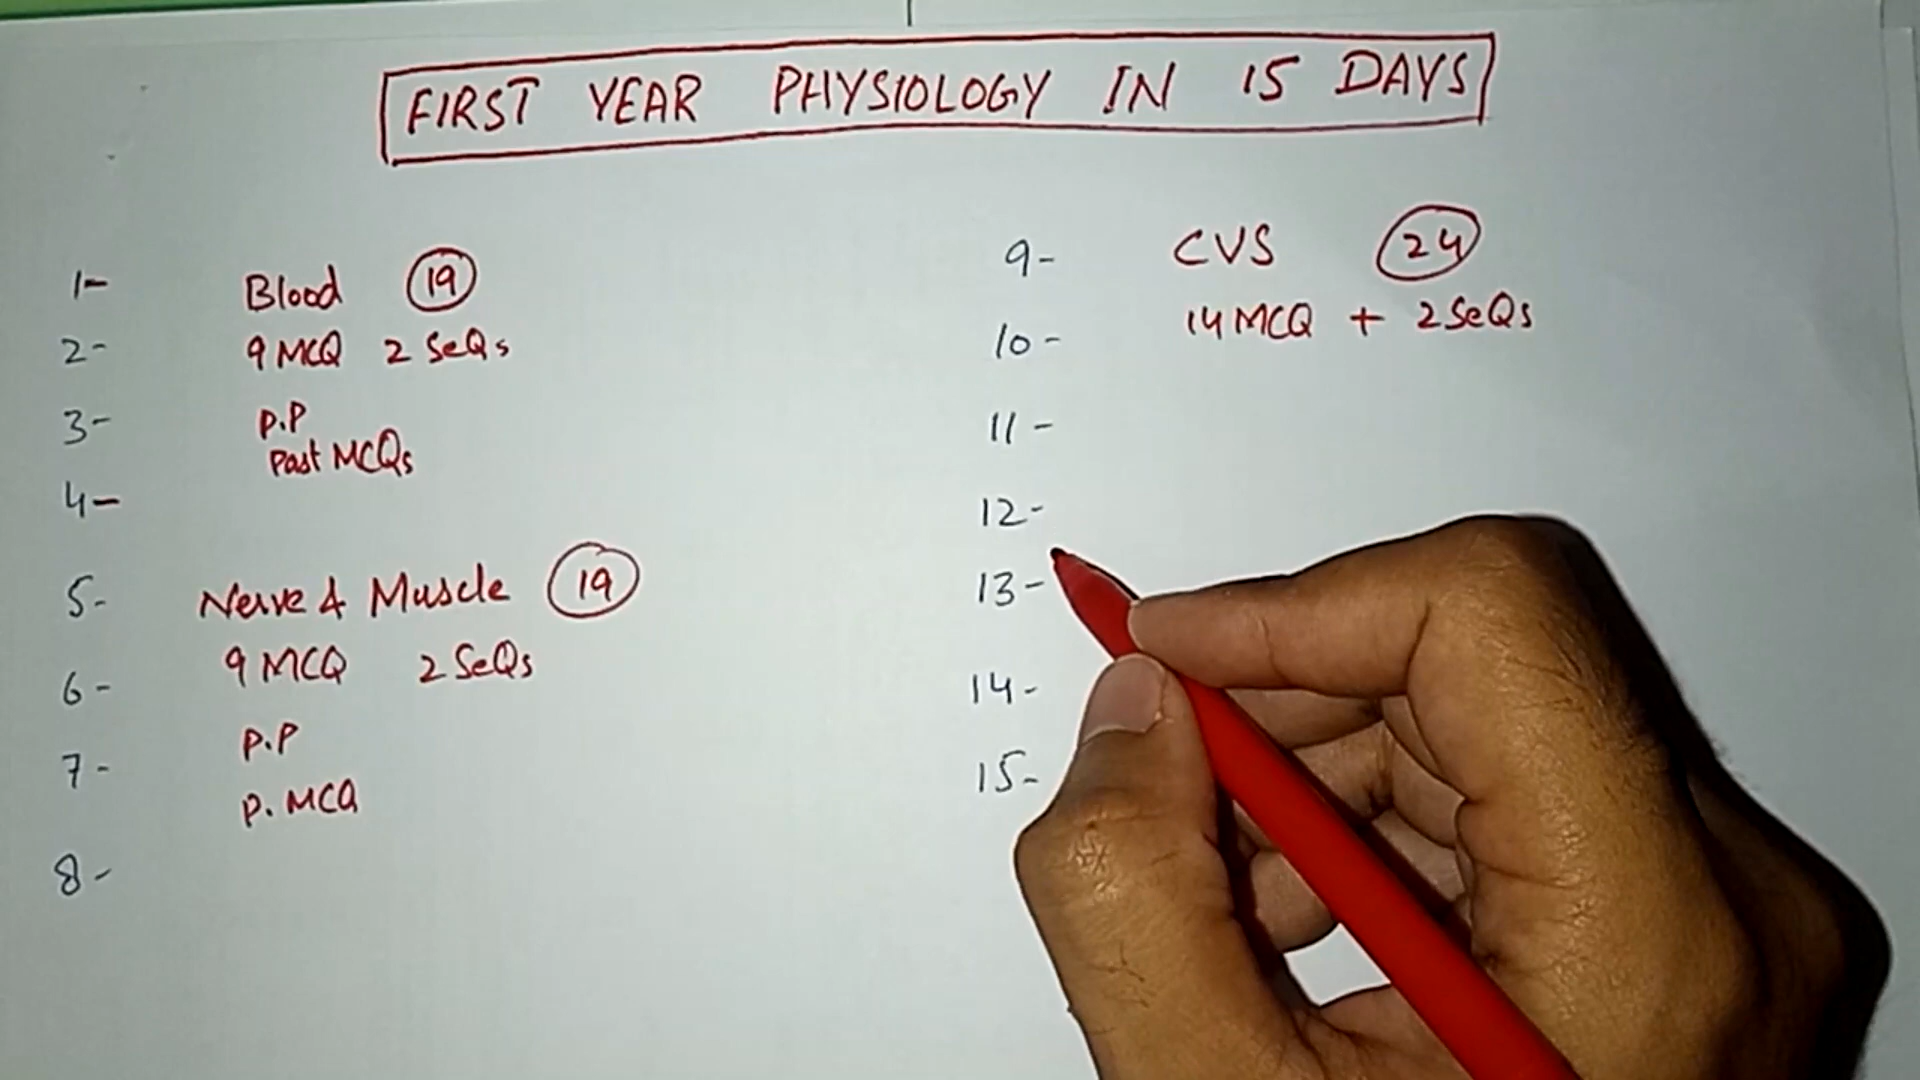 FIRST YEAR PHYSIOLOGY IN 15 DAYS
1- Blood 19
2- 9 MCQ 2 SeQs
3- P.P
Past MCQs
4-
5- Nerve & Muscle 19
6- 9 MCQ 2 SeQs
7- P.P
P. MCQ
8-
9- CVS 24
10- 14 MCQ + 2 SeQs
11-
12-
13-
14-
15-